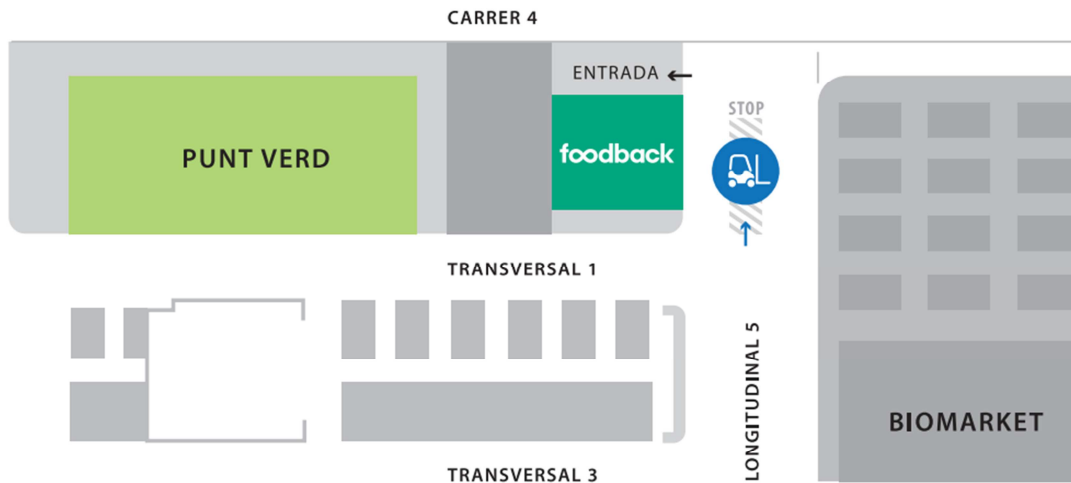 CARRER 4
ENTRADA
STOP
PUNT VERD
foodback
TRANSVERSAL 1
LONGITUDINAL 5
BIOMARKET
TRANSVERSAL 3